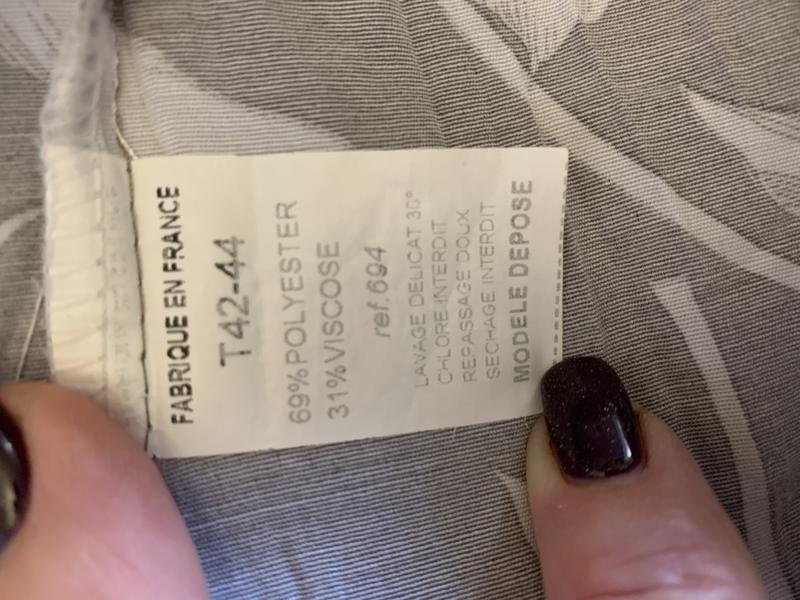 FABRIQUE EN FRANCE
T42-44
69%POLYESTER
31%VISCOSE
ref.694
LAVAGE DELICAT 30°
CHLORE INTERDIT
REPASSAGE DOUX
SECHAGE INTERDIT
MODELE DEPOSE